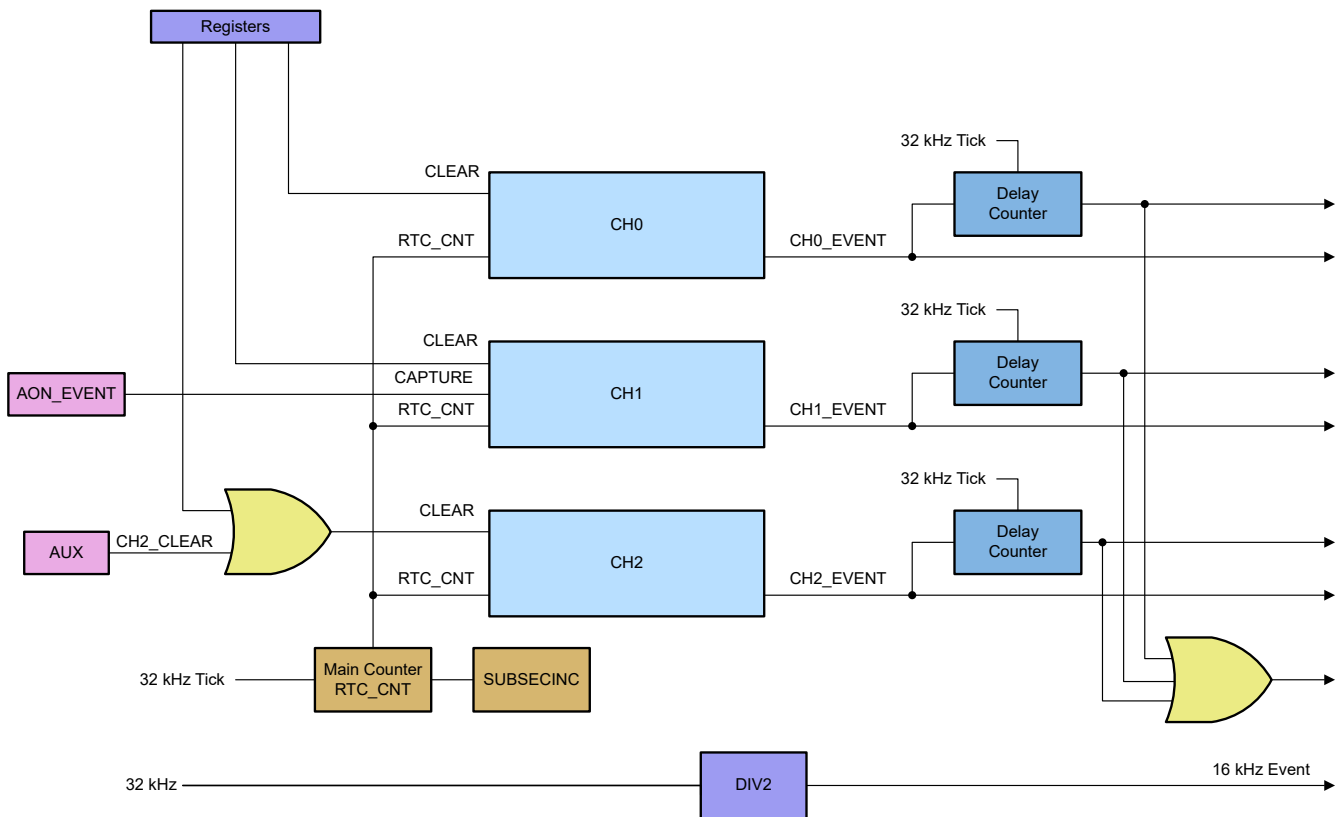 Registers
32 kHz Tick
CLEAR
Delay
Counter
CH0
RTC_CNT
CH0_EVENT
32 kHz Tick
CLEAR
Delay
Counter
CAPTURE
AON_EVENT
CH1
RTC_CNT
CH1_EVENT
32 kHz Tick
CLEAR
Delay
Counter
CH2_CLEAR
AUX
CH2
RTC_CNT
CH2_EVENT
32 kHz Tick
Main Counter
RTC_CNT
SUBSECINC
32 kHz
DIV2
16 kHz Event